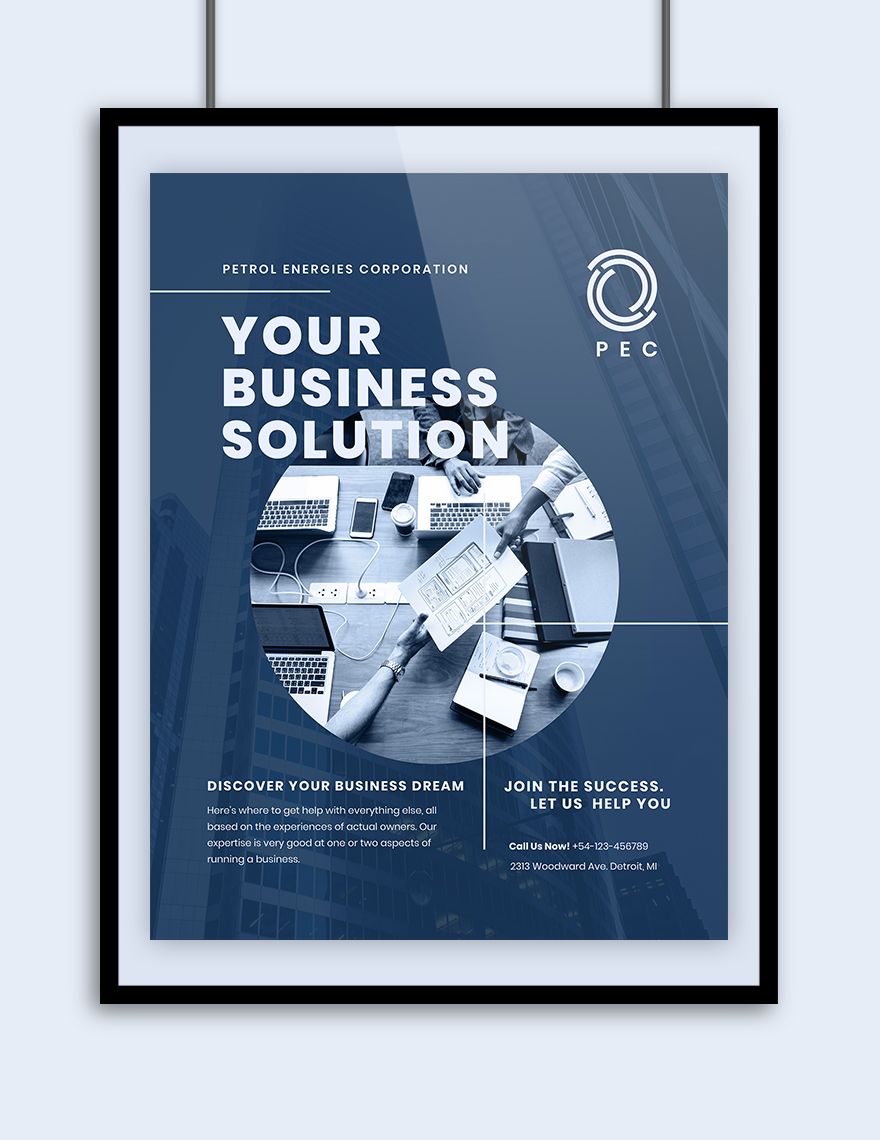 PETROL ENERGIES CORPORATION
PEC
YOUR
BUSINESS
SOLUTION
DISCOVER YOUR BUSINESS DREAM
Here's where to get help with everything else, all
based on the experiences of actual owners. Our
expertise is very good at one or two aspects of
running a business.
JOIN THE SUCCESS.
LET US HELP YOU
Call Us Now! +54-123-456789
2313 Woodward Ave. Detroit, MI